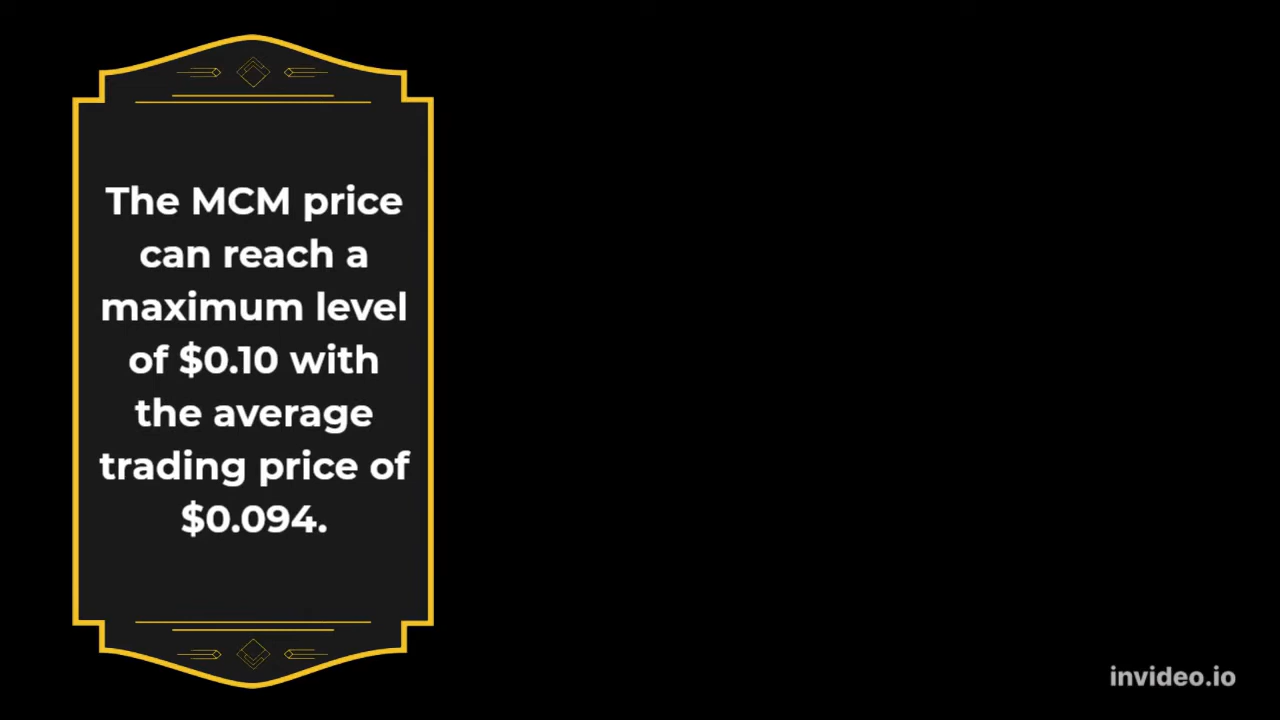 The MCM price
can reach a
maximum level
of $0.10 with
the average
trading price of
$0.094.
invideo.io